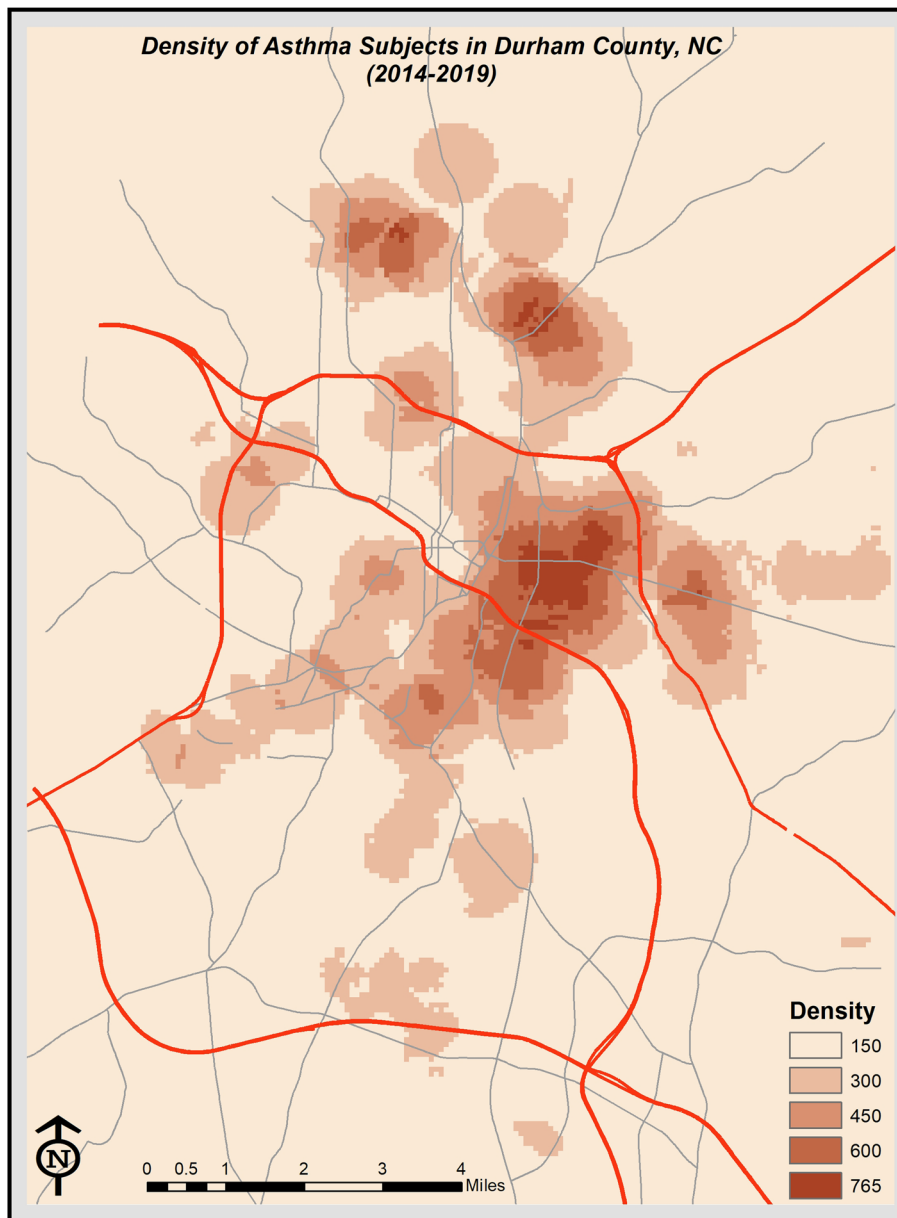 Density of Asthma Subjects in Durham County, NC
(2014-2019)
Density
150
300
450
600
765
N
0 0.5 1 2 3 4
Miles